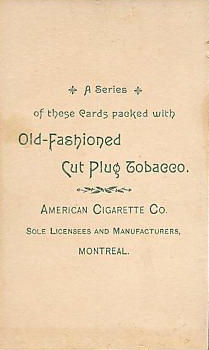 A Series
of these Cards packed with
Old-Fashioned
Cut Plug Tobacco.
AMERICAN CIGARETTE CO.
SOLE LICENSEES AND MANUFACTURERS,
MONTREAL.